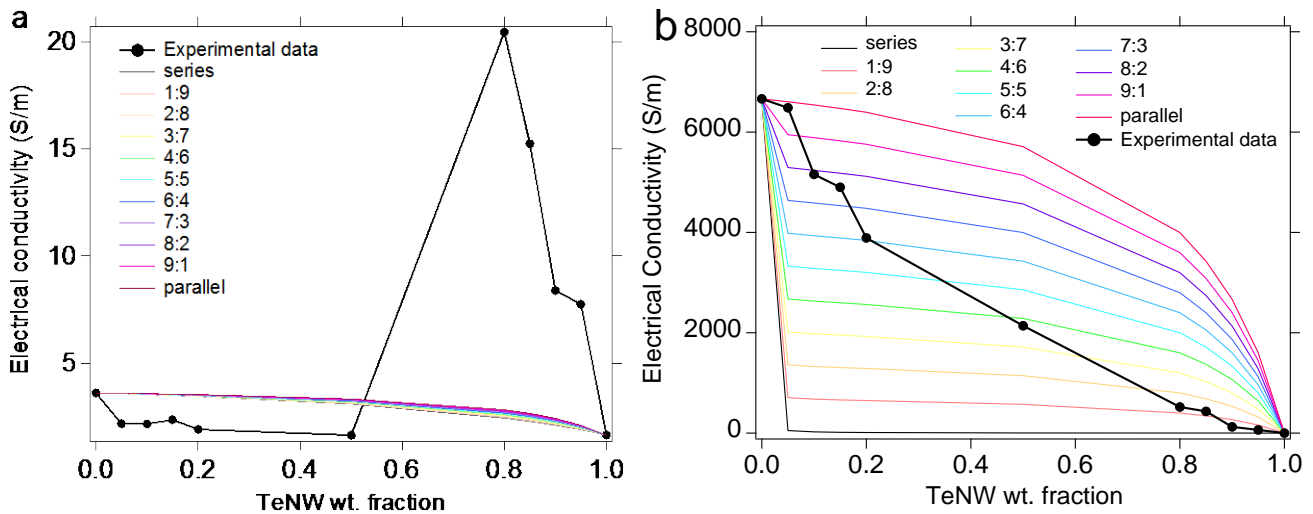 a
Electrical conductivity (S/m)
20
15
10
5
Experimental data
series
1:9
2:8
3:7
4:6
5:5
6:4
7:3
8:2
9:1
parallel
0.0 0.2 0.4 0.6 0.8 1.0
TeNW wt. fraction
b
Electrical Conductivity (S/m)
8000
6000
4000
2000
0
series
1:9
2:8
3:7
4:6
5:5
6:4
7:3
8:2
9:1
parallel
Experimental data
0.0 0.2 0.4 0.6 0.8 1.0
TeNW wt. fraction